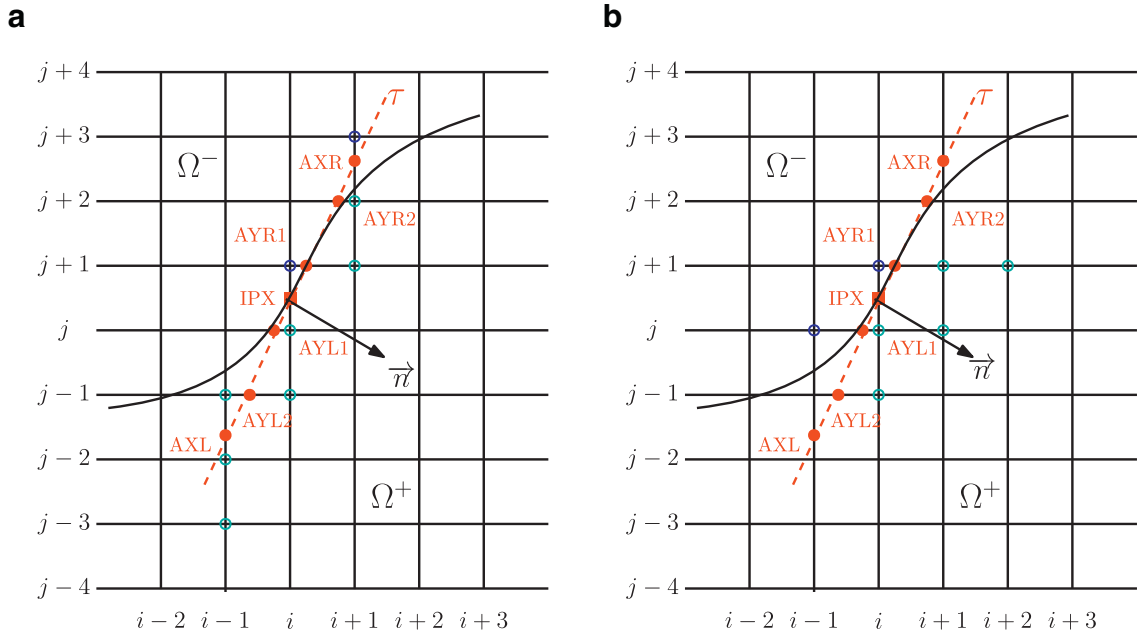 a
j + 4
τ
j + 3
Ω⁻
AXR
j + 2
AYR2
AYR1
j + 1
IPX
j
AYL1
n⃗
j − 1
AYL2
AXL
j − 2
Ω⁺
j − 3
j − 4
i − 2 i − 1 i i + 1 i + 2 i + 3
b
j + 4
τ
j + 3
Ω⁻
AXR
j + 2
AYR2
AYR1
j + 1
IPX
j
AYL1
n⃗
j − 1
AYL2
AXL
j − 2
Ω⁺
j − 3
j − 4
i − 2 i − 1 i i + 1 i + 2 i + 3